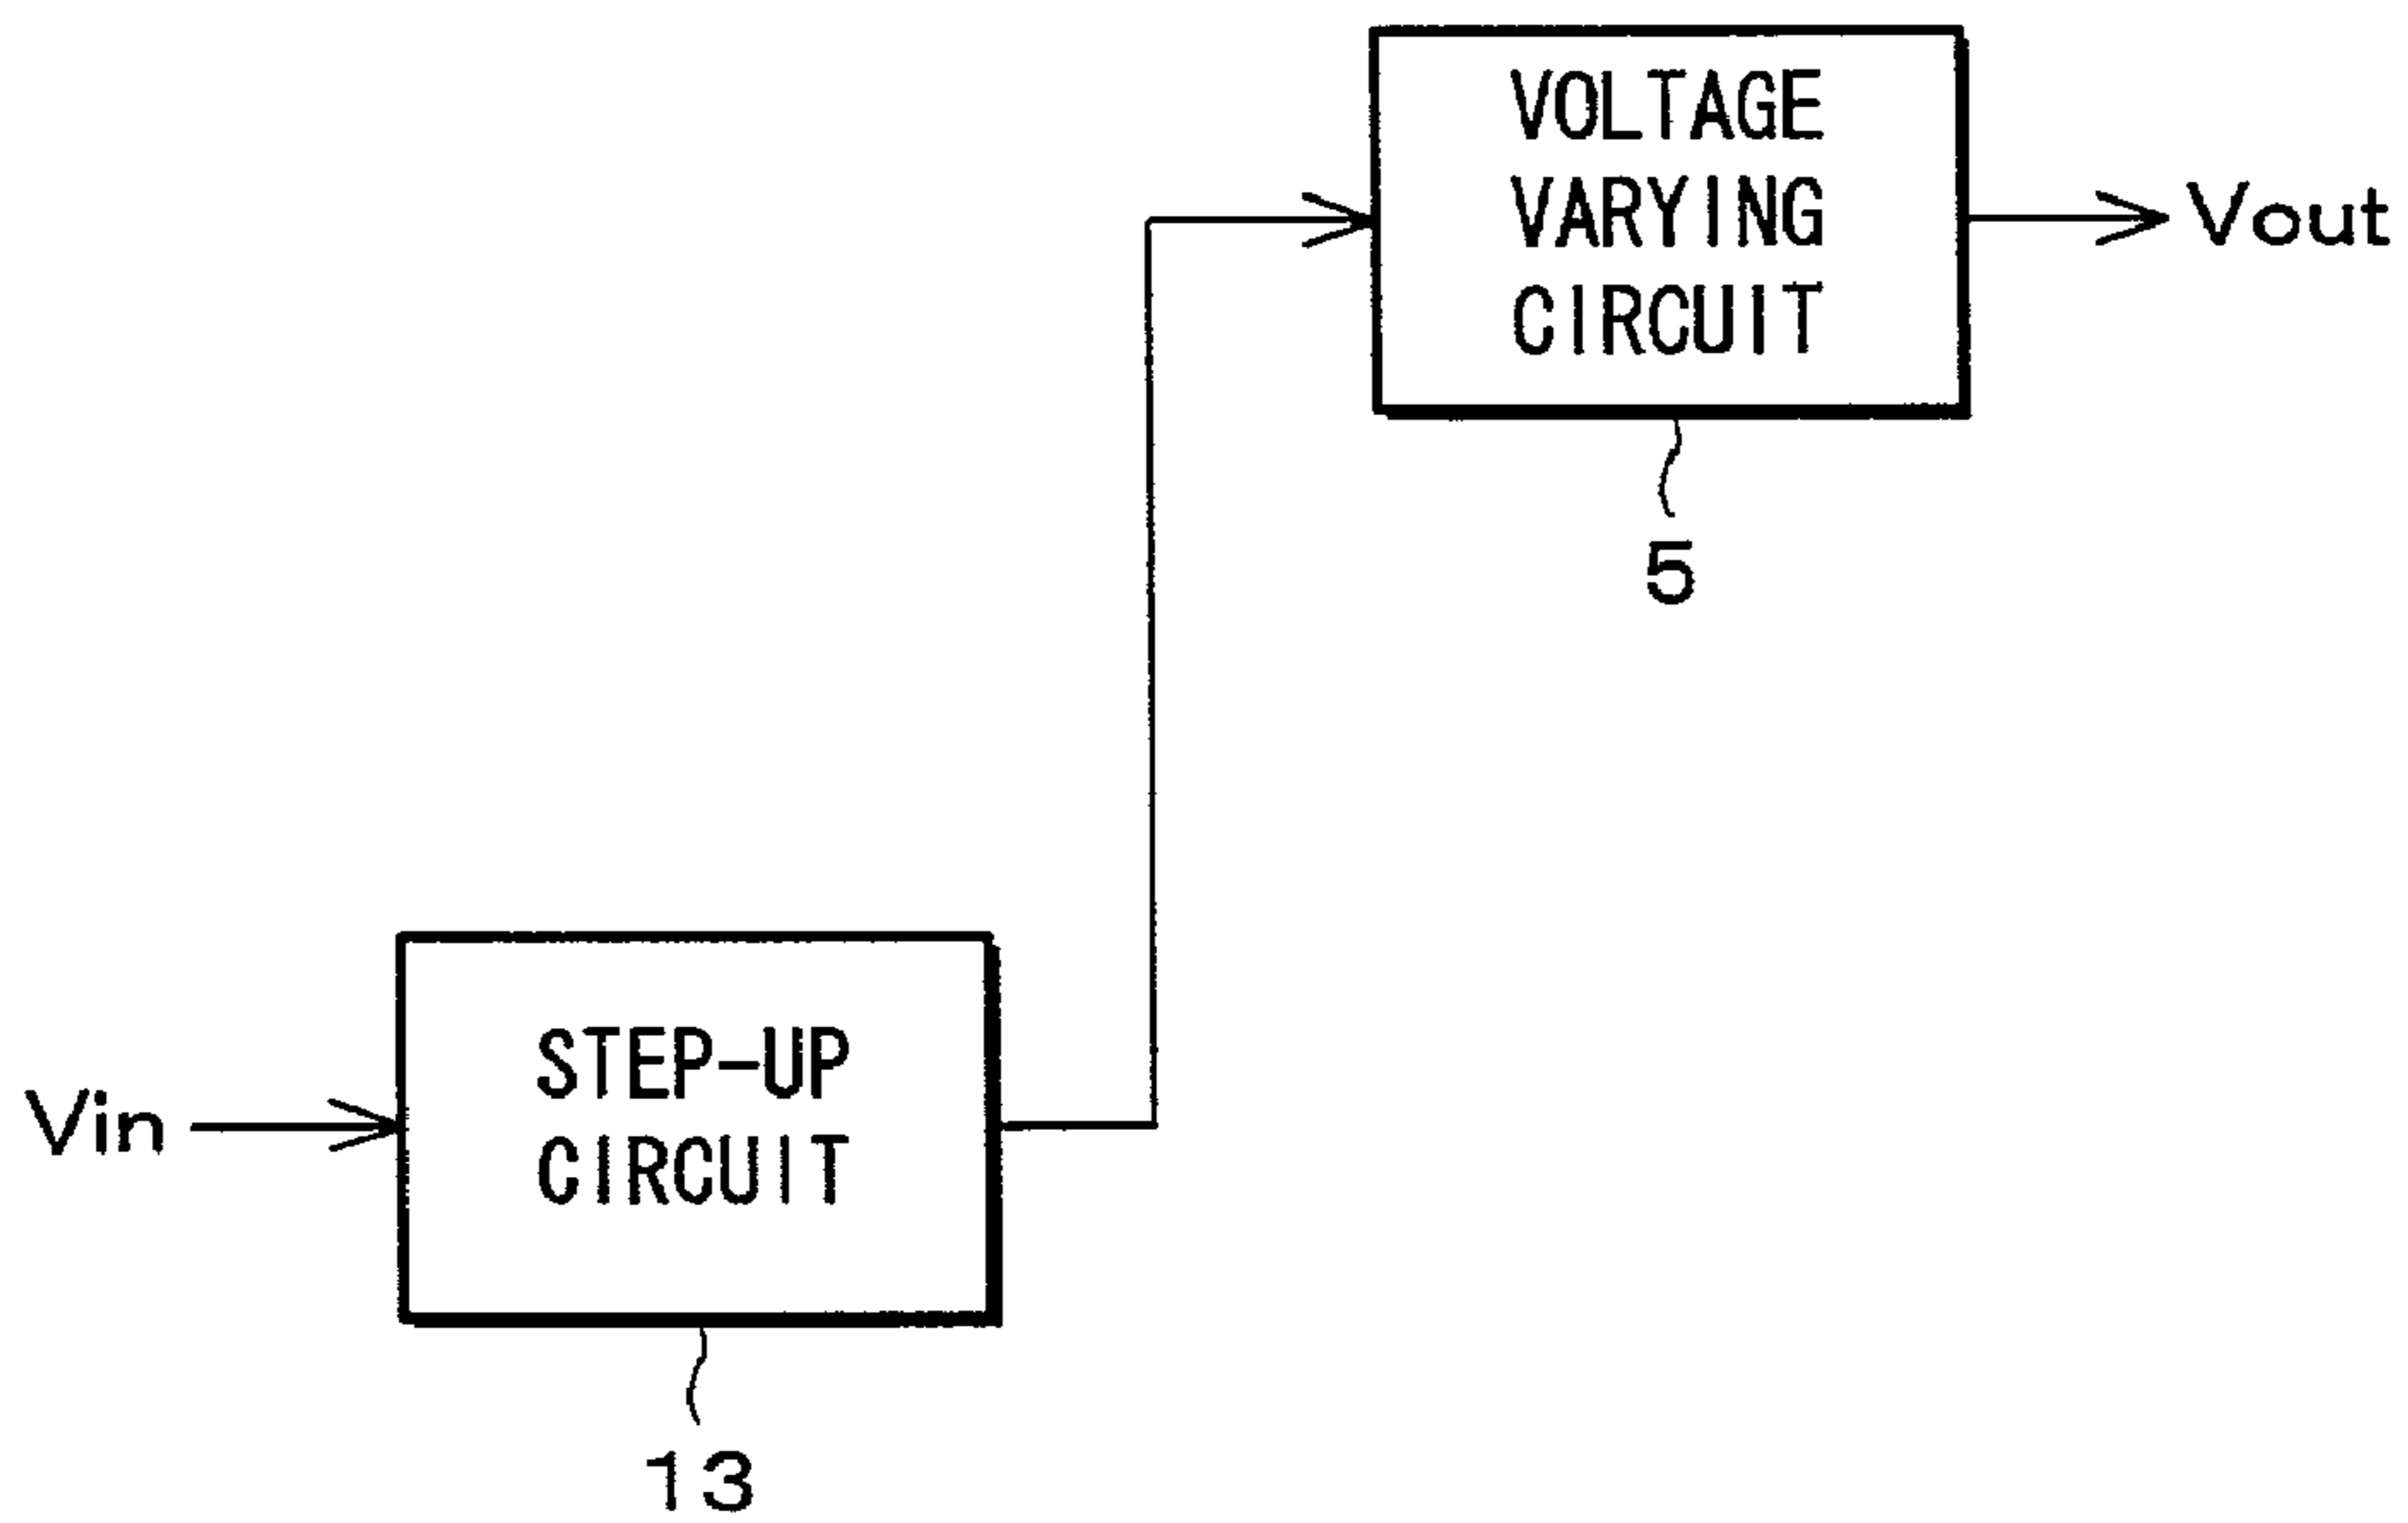 VOLTAGE
VARYING
CIRCUIT
Vout
5
STEP-UP
CIRCUIT
Vin
13